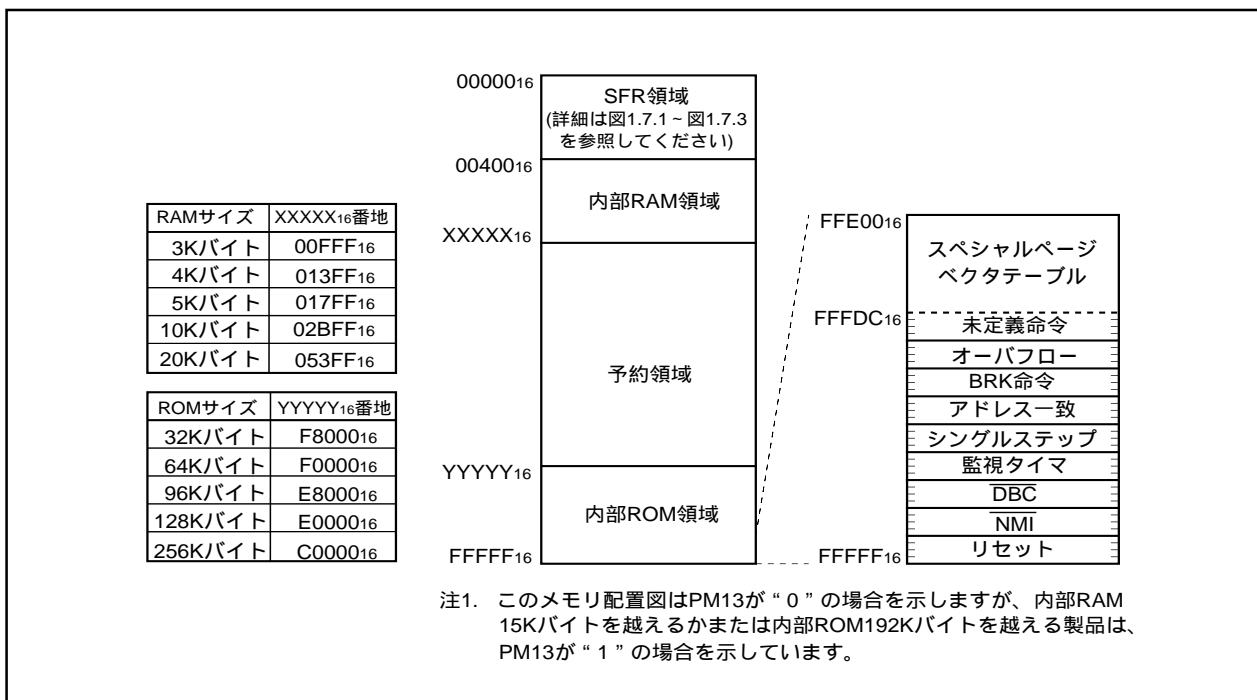 0000016
SFR領域
(詳細は図1.7.1 ~ 図1.7.3
を参照してください)
0040016
内部RAM領域
XXXXX16
予約領域
YYYYY16
内部ROM領域
FFFFF16
RAMサイズ XXXXX16番地
3Kバイト 00FFF16
4Kバイト 013FF16
5Kバイト 017FF16
10Kバイト 02BFF16
20Kバイト 053FF16
ROMサイズ YYYYY16番地
32Kバイト F800016
64Kバイト F000016
96Kバイト E800016
128Kバイト E000016
256Kバイト C000016
FFE0016
スペシャルページ
ベクタテーブル
FFFDC16
未定義命令
オーバフロー
BRK命令
アドレス一致
シングルステップ
監視タイマ
DBC
NMI
リセット
FFFFF16
注1. このメモリ配置図はPM13が“0”の場合を示しますが、内部RAM
15Kバイトを越えるかまたは内部ROM192Kバイトを越える製品は、
PM13が“1”の場合を示しています。